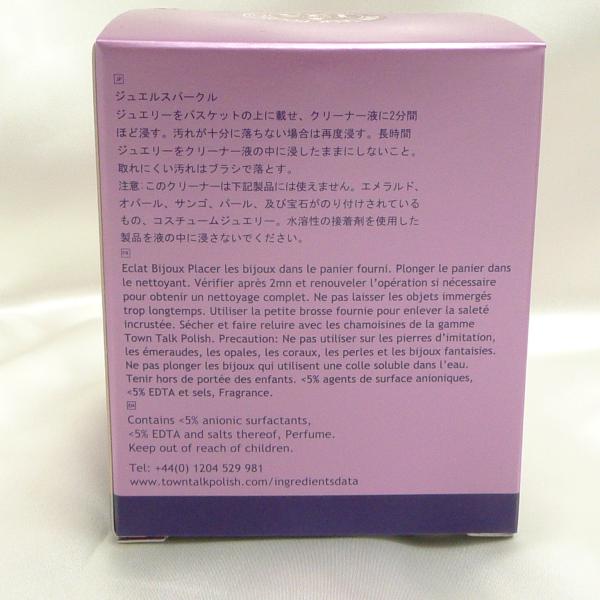 JP
ジュエルスパークル
ジュエリーをバスケットの上に載せ、クリーナー液に2分間
ほど浸す。汚れが十分に落ちない場合は再度浸す。長時間
ジュエリーをクリーナー液の中に浸したままにしないこと。
取れにくい汚れはブラシで落とす。
注意:このクリーナーは下記製品には使えません。エメラルド、
オパール、サンゴ、パール、及び宝石がのり付けされている
もの、コスチュームジュエリー。水溶性の接着剤を使用した
製品を液の中に浸さないでください。
FR
Eclat Bijoux Placer les bijoux dans le panier fourni. Plonger le panier dans
le nettoyant. Vérifier après 2mn et renouveler l'opération si nécessaire
pour obtenir un nettoyage complet. Ne pas laisser les objets immergés
trop longtemps. Utiliser la petite brosse fournie pour enlever la saleté
incrustée. Sécher et faire reluire avec les chamoisines de la gamme
Town Talk Polish. Precaution: Ne pas utiliser sur les pierres d'imitation,
les émeraudes, les opales, les coraux, les perles et les bijoux fantaisies.
Ne pas plonger les bijoux qui utilisent une colle soluble dans l'eau.
Tenir hors de portée des enfants. <5% agents de surface anioniques,
<5% EDTA et sels, Fragrance.
EN
Contains <5% anionic surfactants,
<5% EDTA and salts thereof, Perfume.
Keep out of reach of children.
Tel: +44(0) 1204 529 981
www.towntalkpolish.com/ingredientsdata